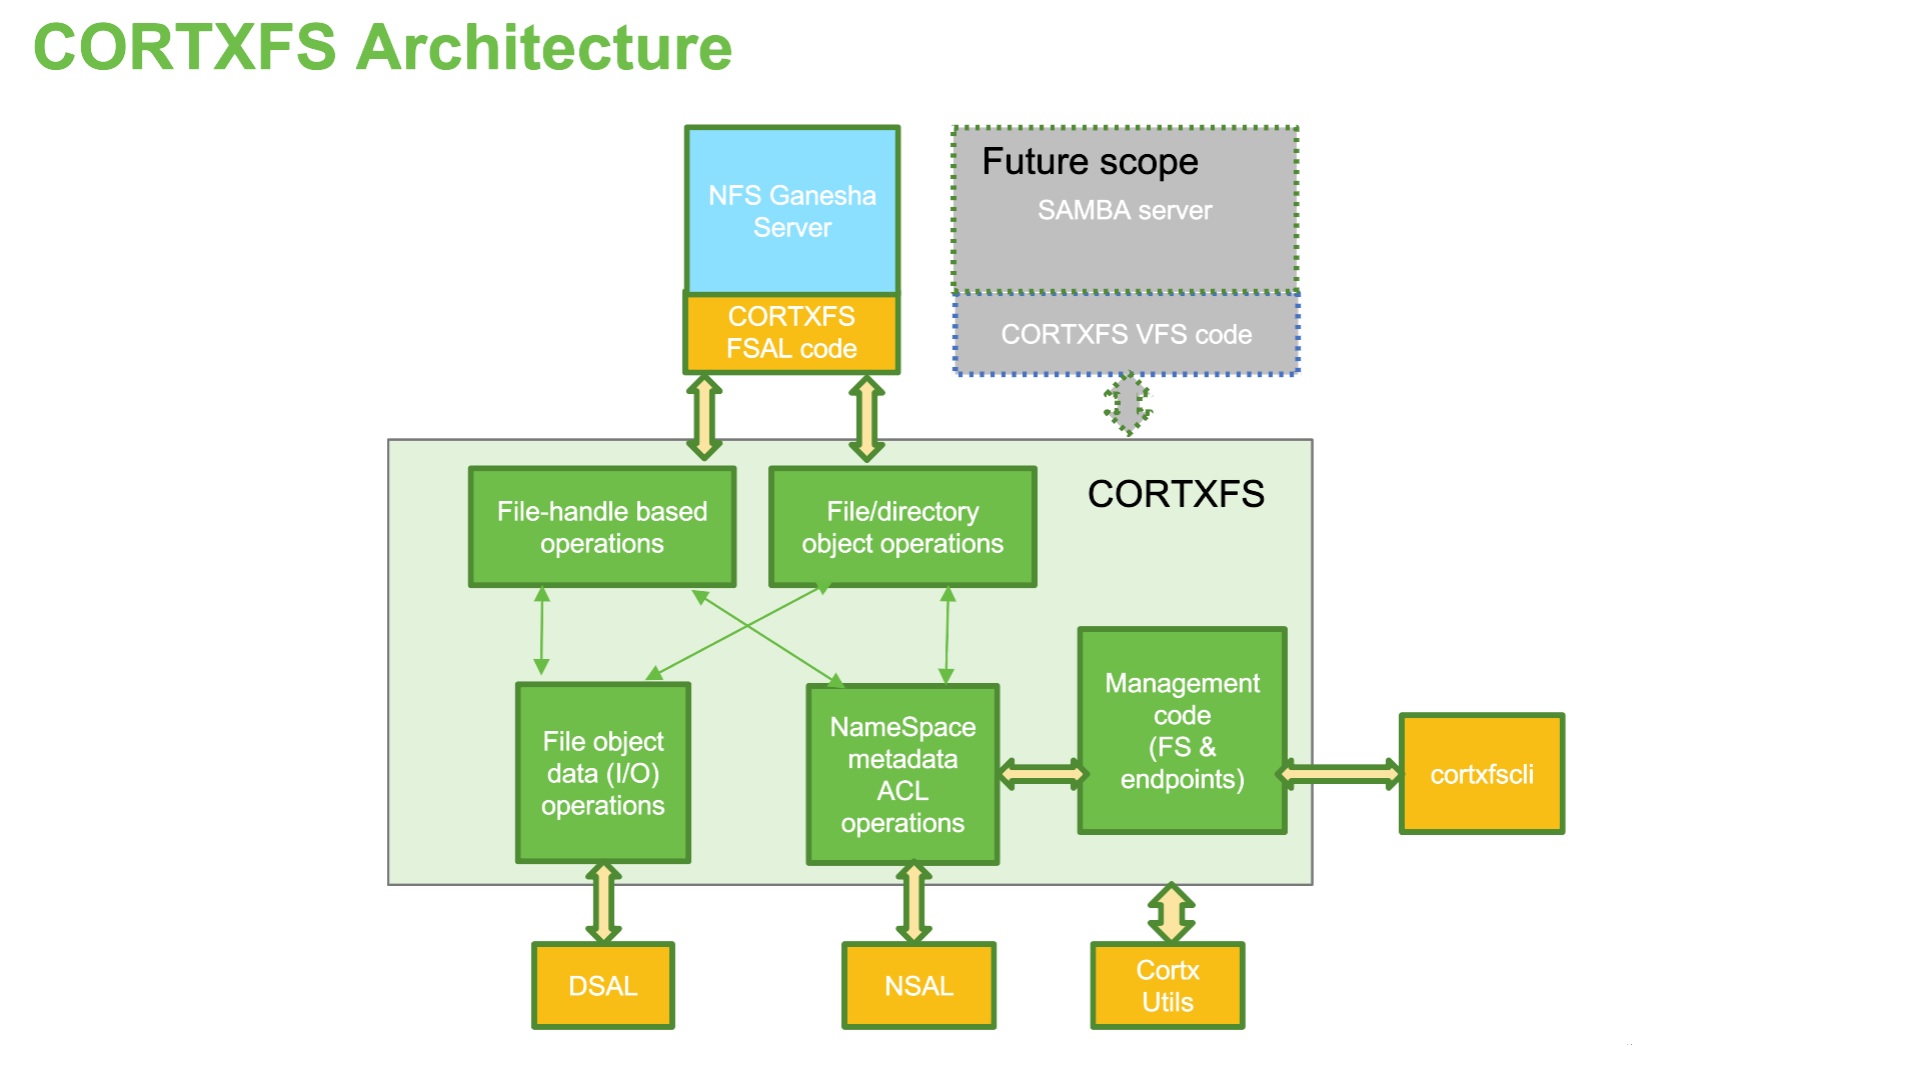 CORTXFS Architecture
NFS Ganesha
Server
CORTXFS
FSAL code
Future scope
SAMBA server
CORTXFS VFS code
CORTXFS
File-handle based
operations
File/directory
object operations
File object
data (I/O)
operations
NameSpace
metadata
ACL
operations
Management
code
(FS &
endpoints)
cortxfscli
DSAL
NSAL
Cortx
Utils